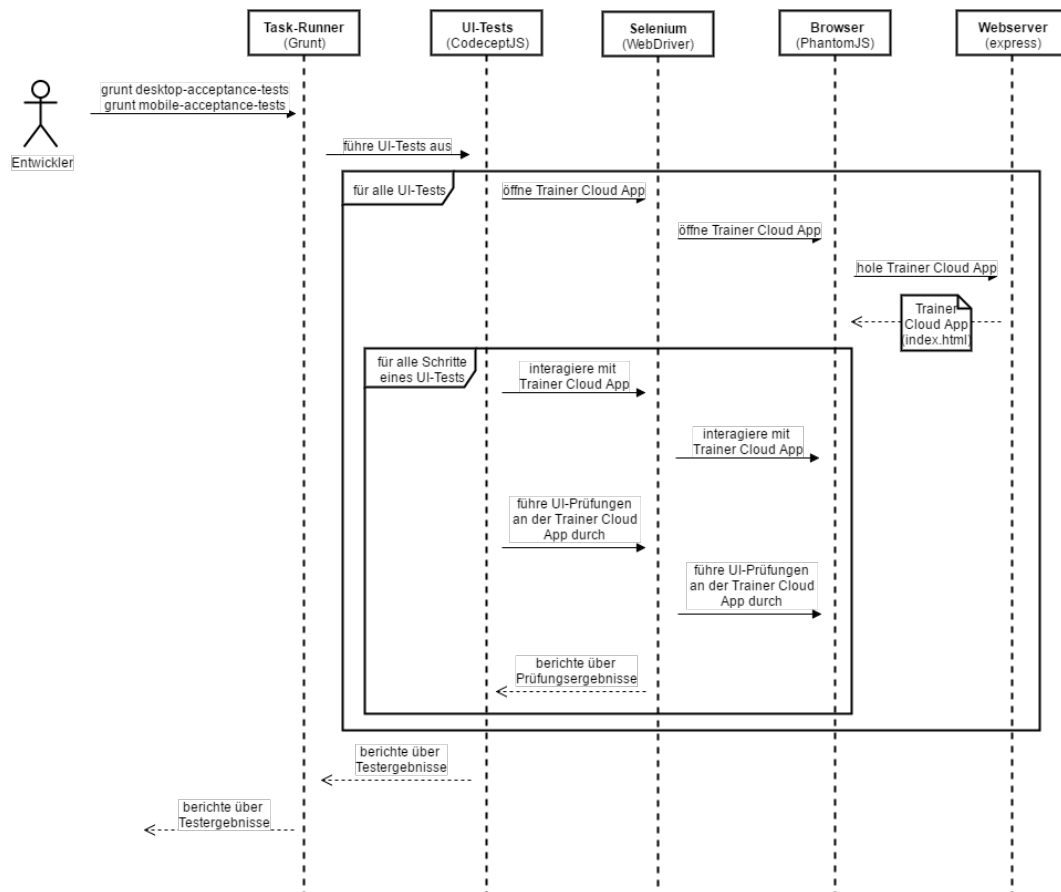 Task-Runner
(Grunt)
UI-Tests
(CodeceptJS)
Selenium
(WebDriver)
Browser
(PhantomJS)
Webserver
(express)
Entwickler
grunt desktop-acceptance-tests
grunt mobile-acceptance-tests
führe UI-Tests aus
für alle UI-Tests
öffne Trainer Cloud App
öffne Trainer Cloud App
hole Trainer Cloud App
Trainer
Cloud App
(index.html)
für alle Schritte
eines UI-Tests
interagiere mit
Trainer Cloud App
interagiere mit
Trainer Cloud App
führe UI-Prüfungen
an der Trainer Cloud
App durch
führe UI-Prüfungen
an der Trainer Cloud
App durch
berichte über
Prüfungsergebnisse
berichte über
Testergebnisse
berichte über
Testergebnisse